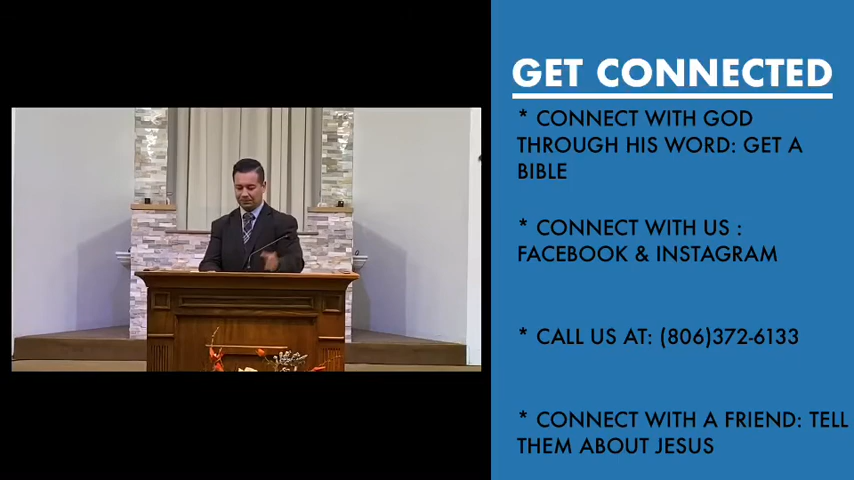 GET CONNECTED
* CONNECT WITH GOD
THROUGH HIS WORD: GET A
BIBLE
* CONNECT WITH US :
FACEBOOK & INSTAGRAM
* CALL US AT: (806)372-6133
* CONNECT WITH A FRIEND: TELL
THEM ABOUT JESUS